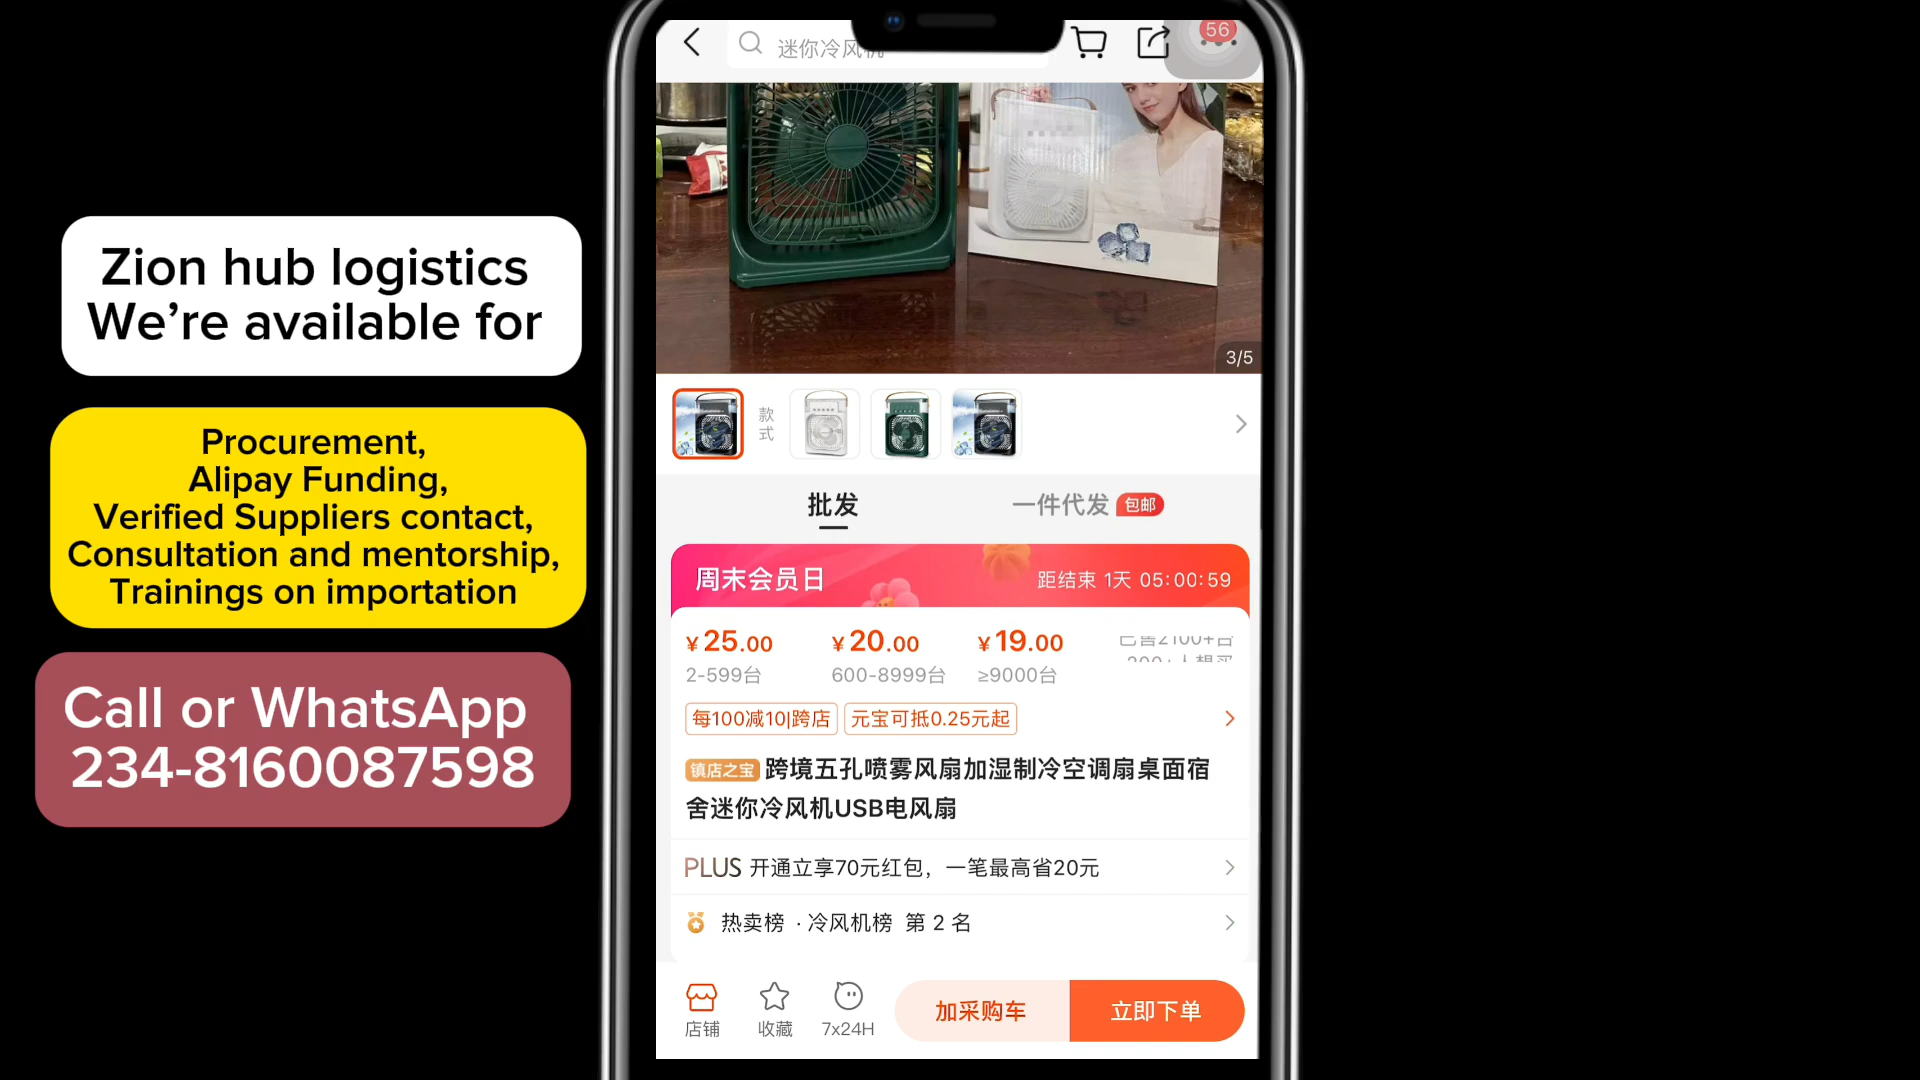 Zion hub logistics
We're available for
Procurement,
Alipay Funding,
Verified Suppliers contact,
Consultation and mentorship,
Trainings on importation
Call or WhatsApp
234-8160087598
迷你冷风机
56
3/5
款式
批发
一件代发 包邮
周末会员日
距结束 1天 05:00:59
¥25.00 ¥20.00 ¥19.00
2-599台 600-8999台 ≥9000台
每100减10|跨店 元宝可抵0.25元起
镇店之宝 跨境五孔喷雾风扇加湿制冷空调扇桌面宿
舍迷你冷风机USB电风扇
PLUS 开通立享70元红包，一笔最高省20元
热卖榜 · 冷风机榜 第 2 名
店铺 收藏 7x24H 加采购车 立即下单